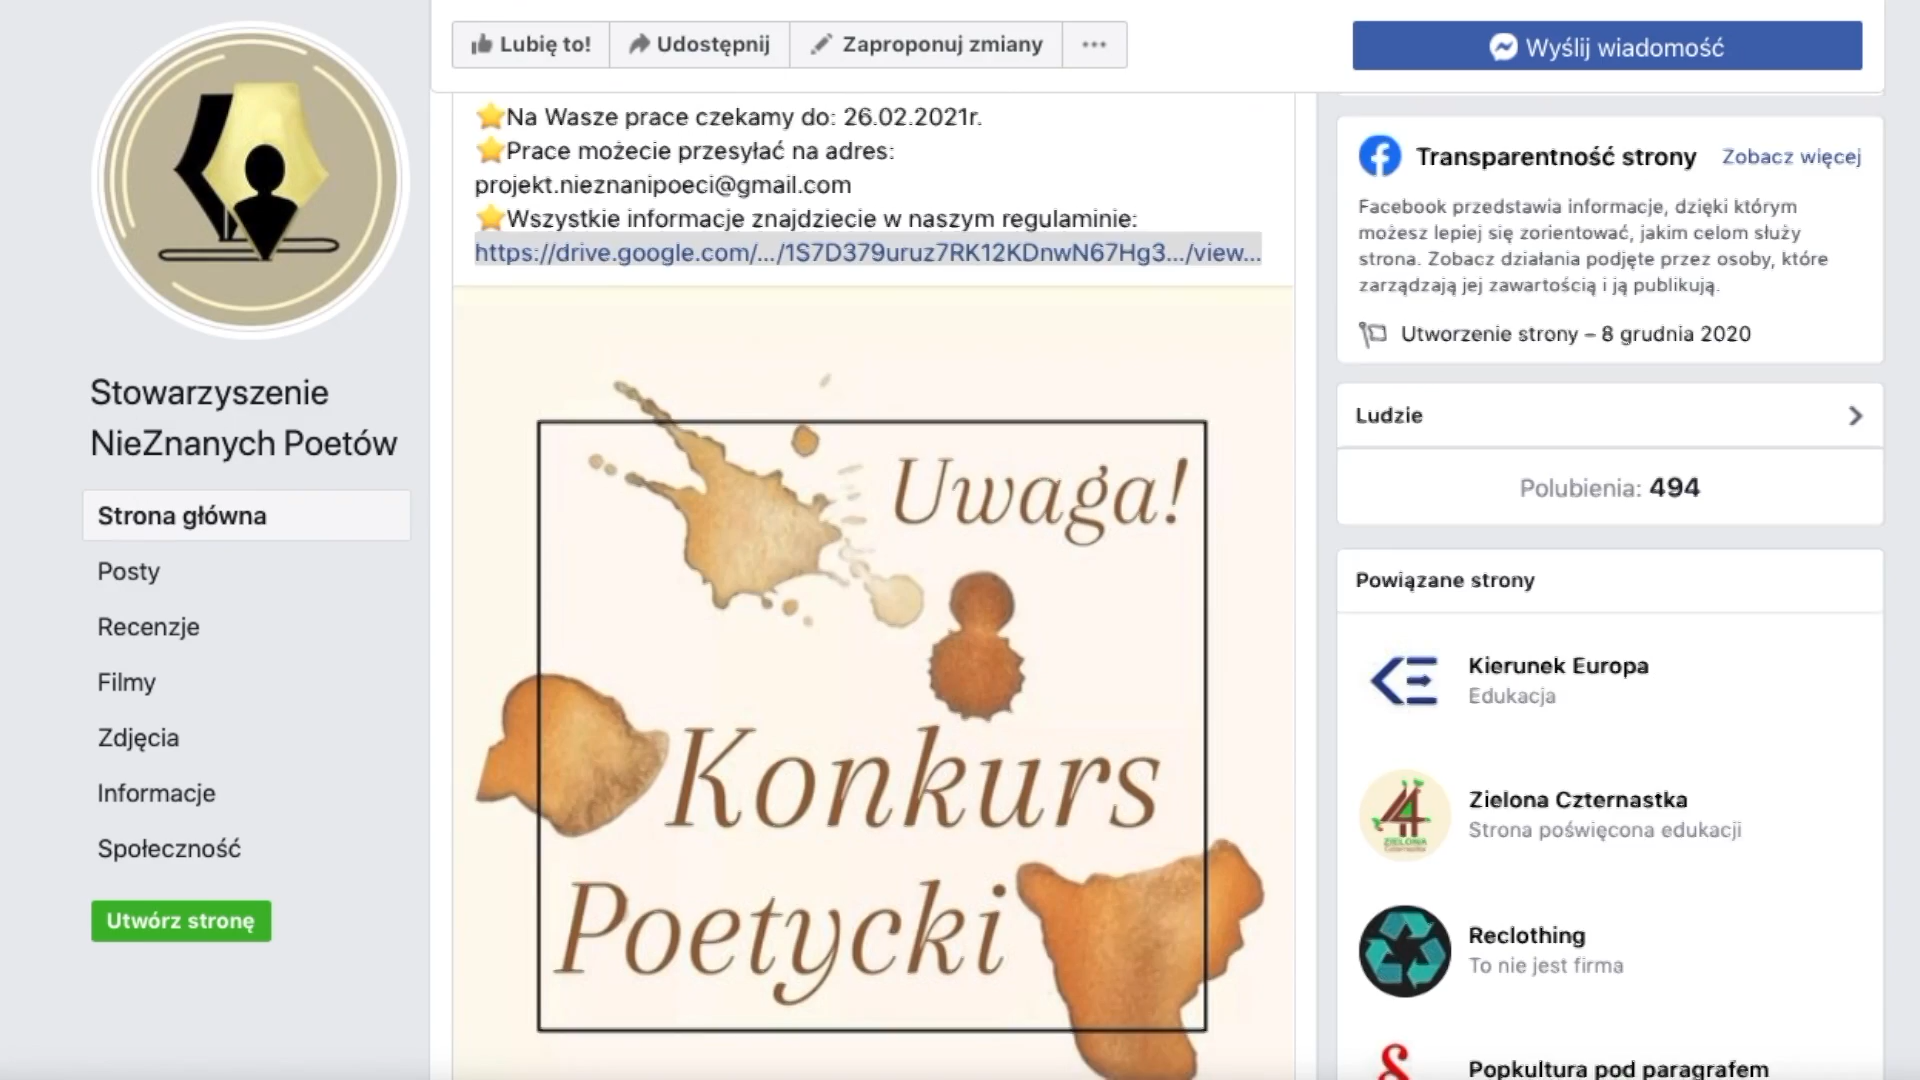 Lubię to!
Udostępnij
Zaproponuj zmiany
Wyślij wiadomość
Stowarzyszenie
NieZnanych Poetów
Strona główna
Posty
Recenzje
Filmy
Zdjęcia
Informacje
Społeczność
Utwórz stronę
Na Wasze prace czekamy do: 26.02.2021r.
Prace możecie przesyłać na adres:
projekt.nieznanipoeci@gmail.com
Wszystkie informacje znajdziecie w naszym regulaminie:
https://drive.google.com/.../1S7D379uruz7RK12KDnwN67Hg3.../view...
Uwaga!
Konkurs
Poetycki
Transparentność strony
Zobacz więcej
Facebook przedstawia informacje, dzięki którym
możesz lepiej się zorientować, jakim celom służy
strona. Zobacz działania podjęte przez osoby, które
zarządzają jej zawartością i ją publikują.
Utworzenie strony – 8 grudnia 2020
Ludzie
Polubienia: 494
Powiązane strony
Kierunek Europa
Edukacja
Zielona Czternastka
Strona poświęcona edukacji
Reclothing
To nie jest firma
Popkultura pod paragrafem